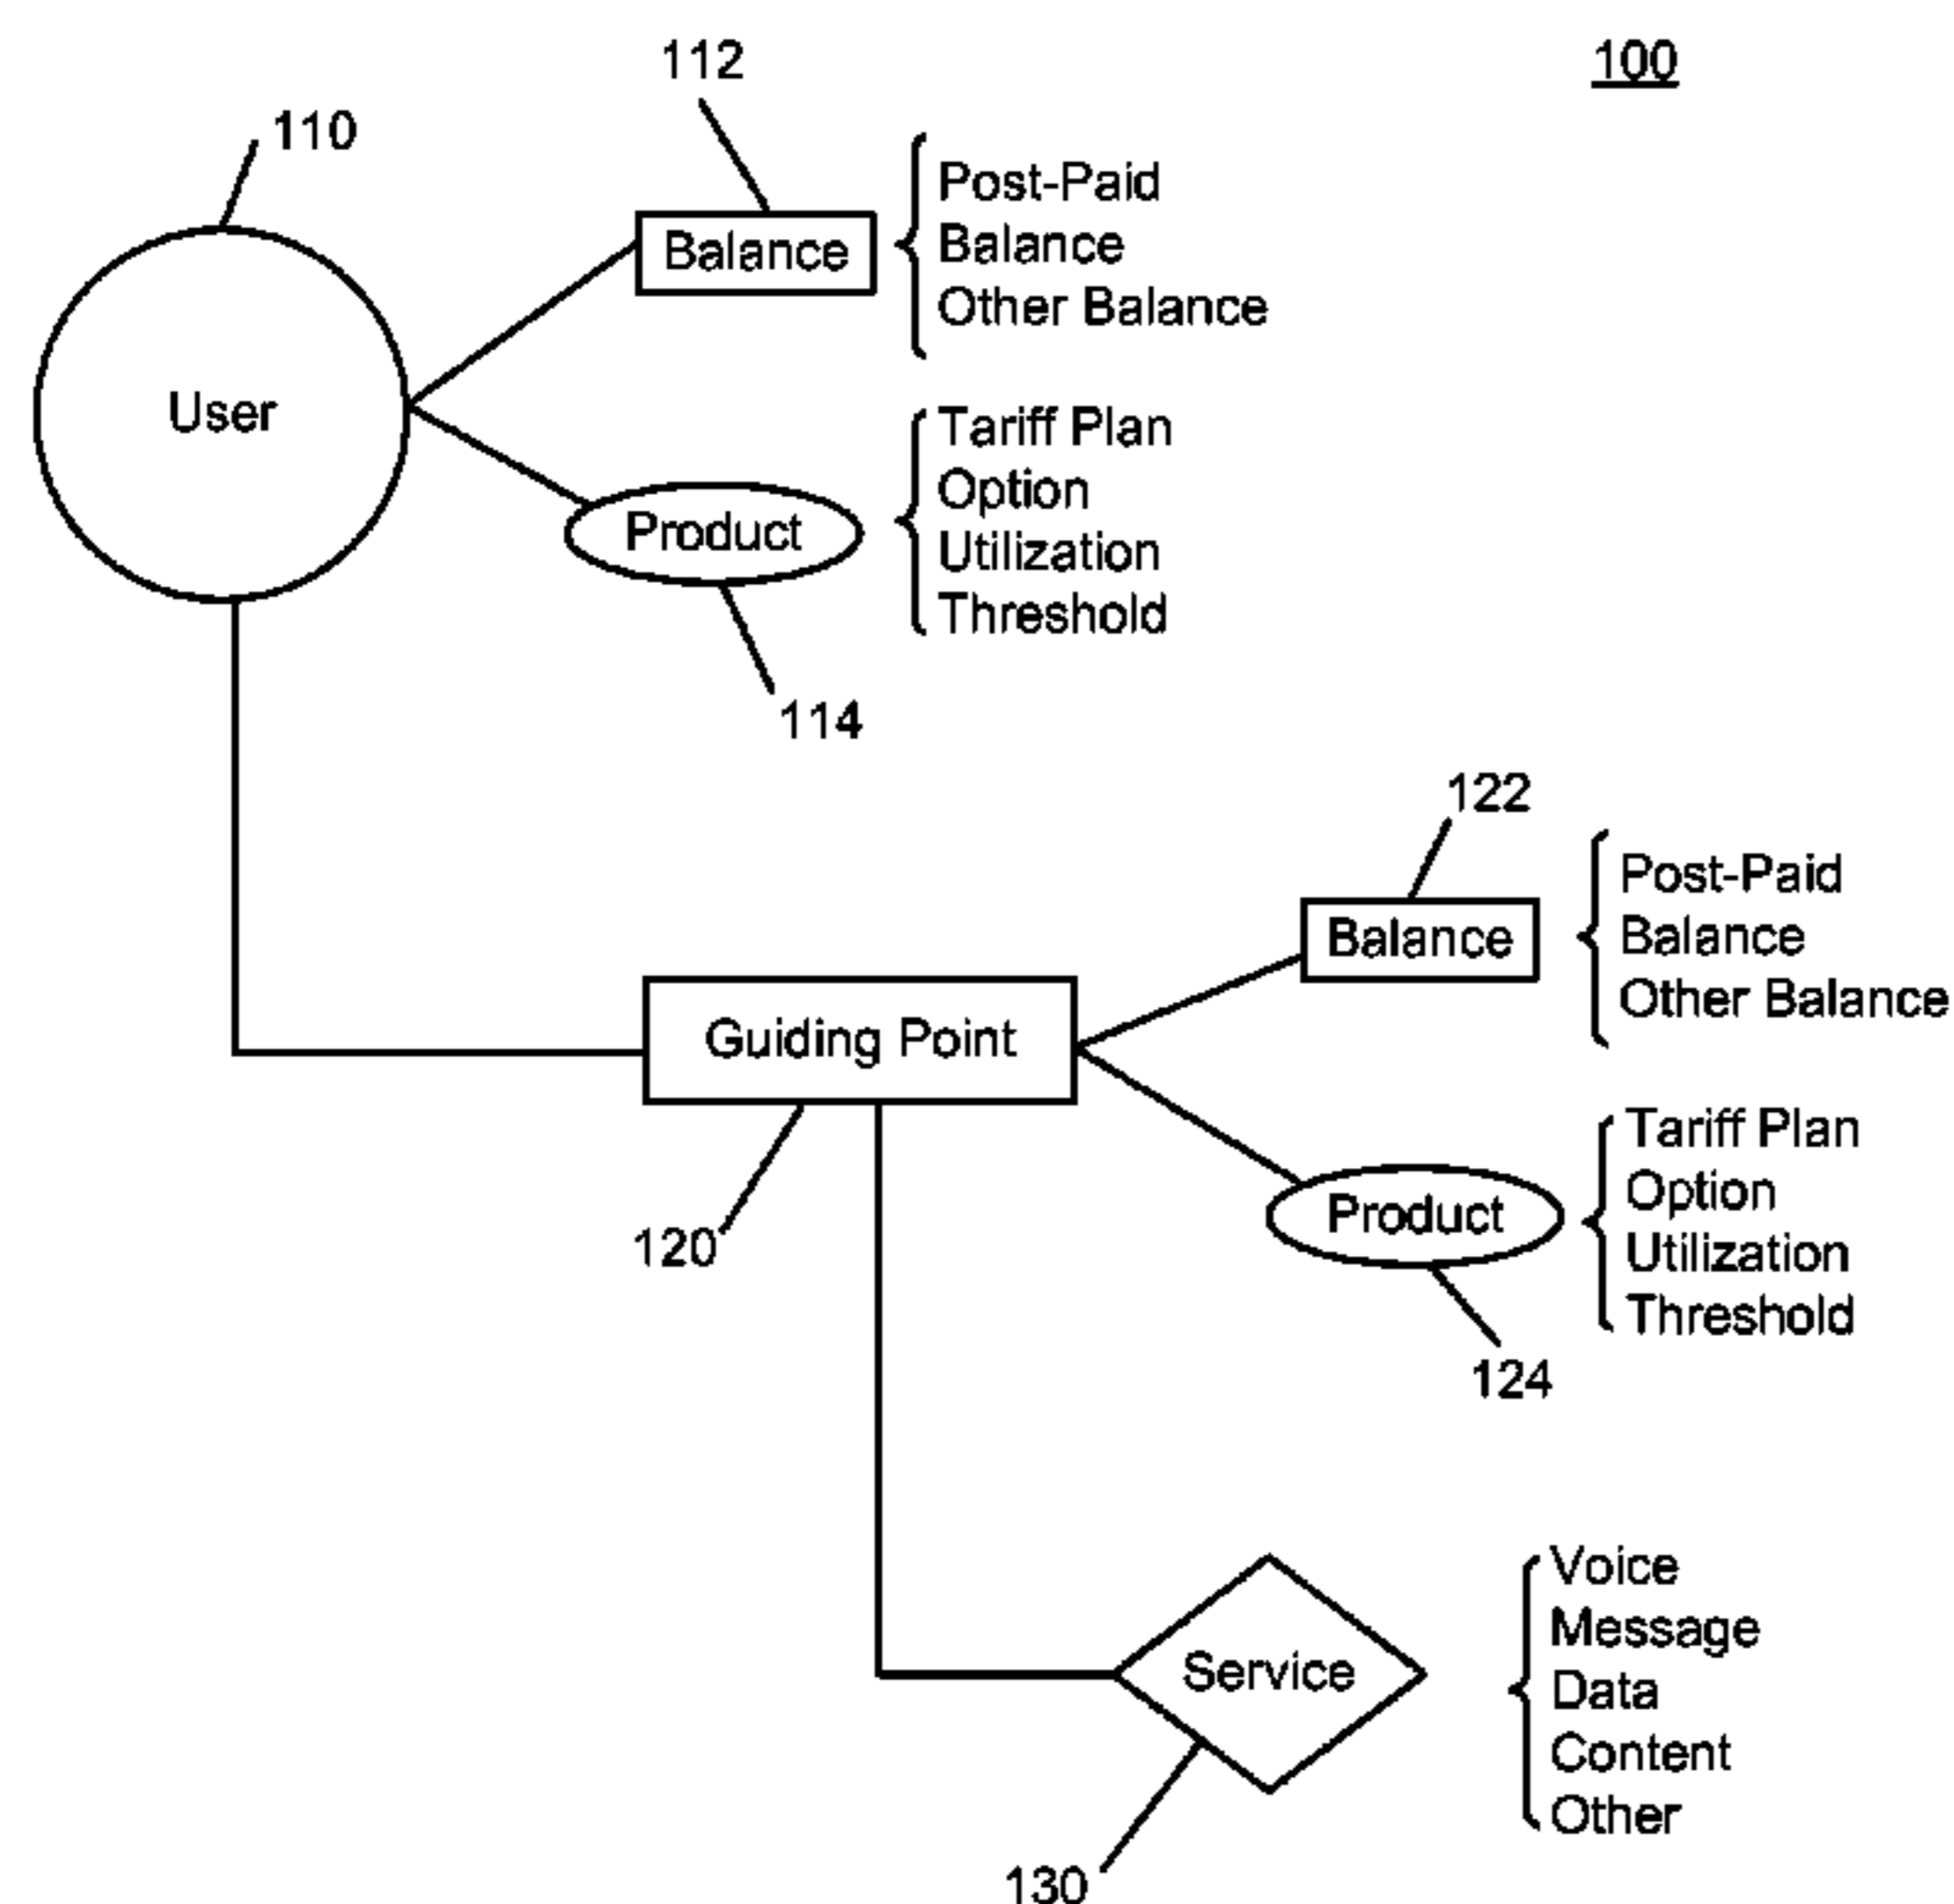 100
112
110
Balance
Post-Paid
Balance
Other Balance
User
Product
Tariff Plan
Option
Utilization
Threshold
114
122
Balance
Post-Paid
Balance
Other Balance
Guiding Point
120
Product
Tariff Plan
Option
Utilization
Threshold
124
Service
Voice
Message
Data
Content
Other
130